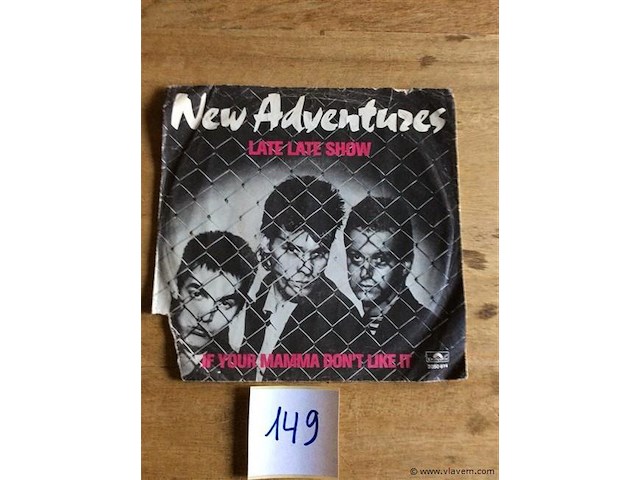 New Adventures
LATE LATE SHOW
IF YOUR MAMMA DON'T LIKE IT
149
© www.vlavem.com